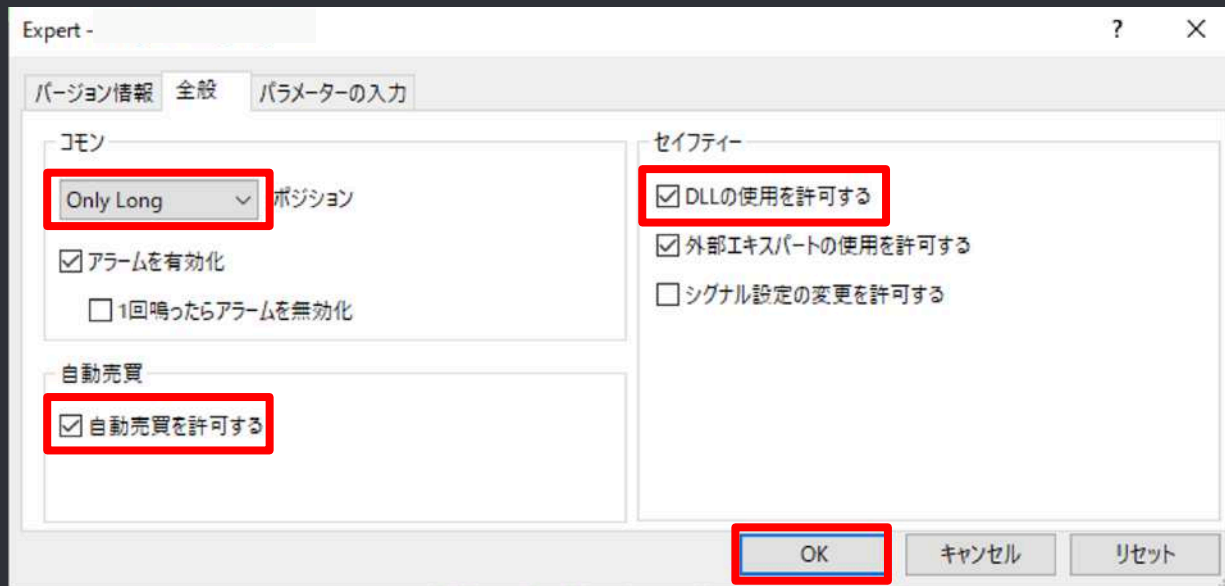 Expert -
?
バージョン情報 全般 パラメーターの入力
コモン
Only Long ポジション
アラームを有効化
1回鳴ったらアラームを無効化
自動売買
自動売買を許可する
セイフティー
DLLの使用を許可する
外部エキスパートの使用を許可する
シグナル設定の変更を許可する
OK キャンセル リセット